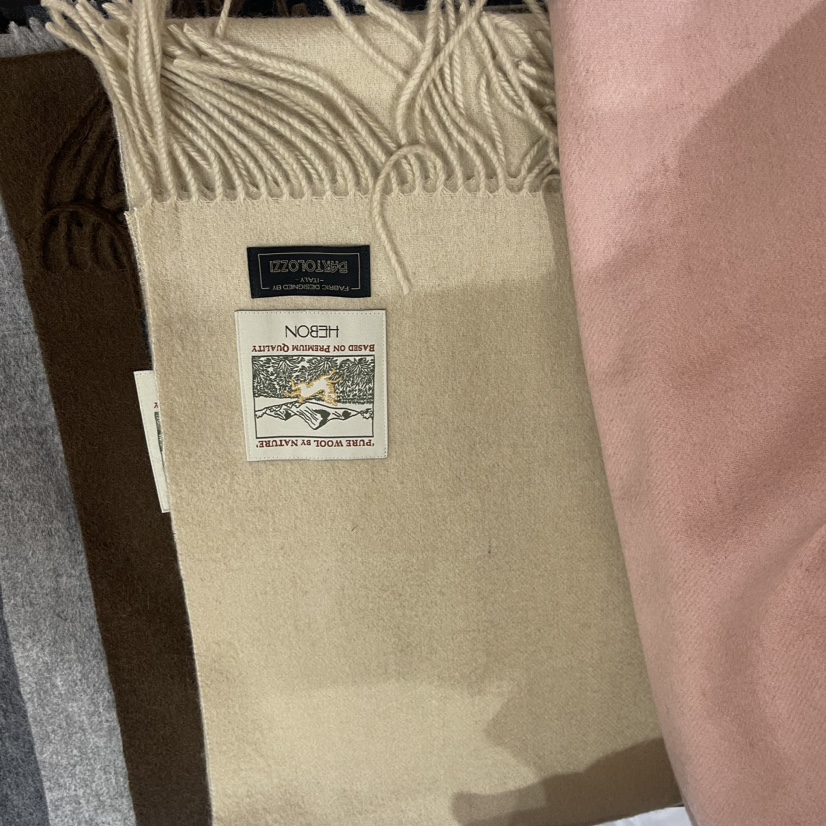 'PURE WOOL BY NATURE'
BASED ON PREMIUM QUALITY
HEBON
FABRIC DESIGNED BY
- ITALY -
BARTOLOZZI